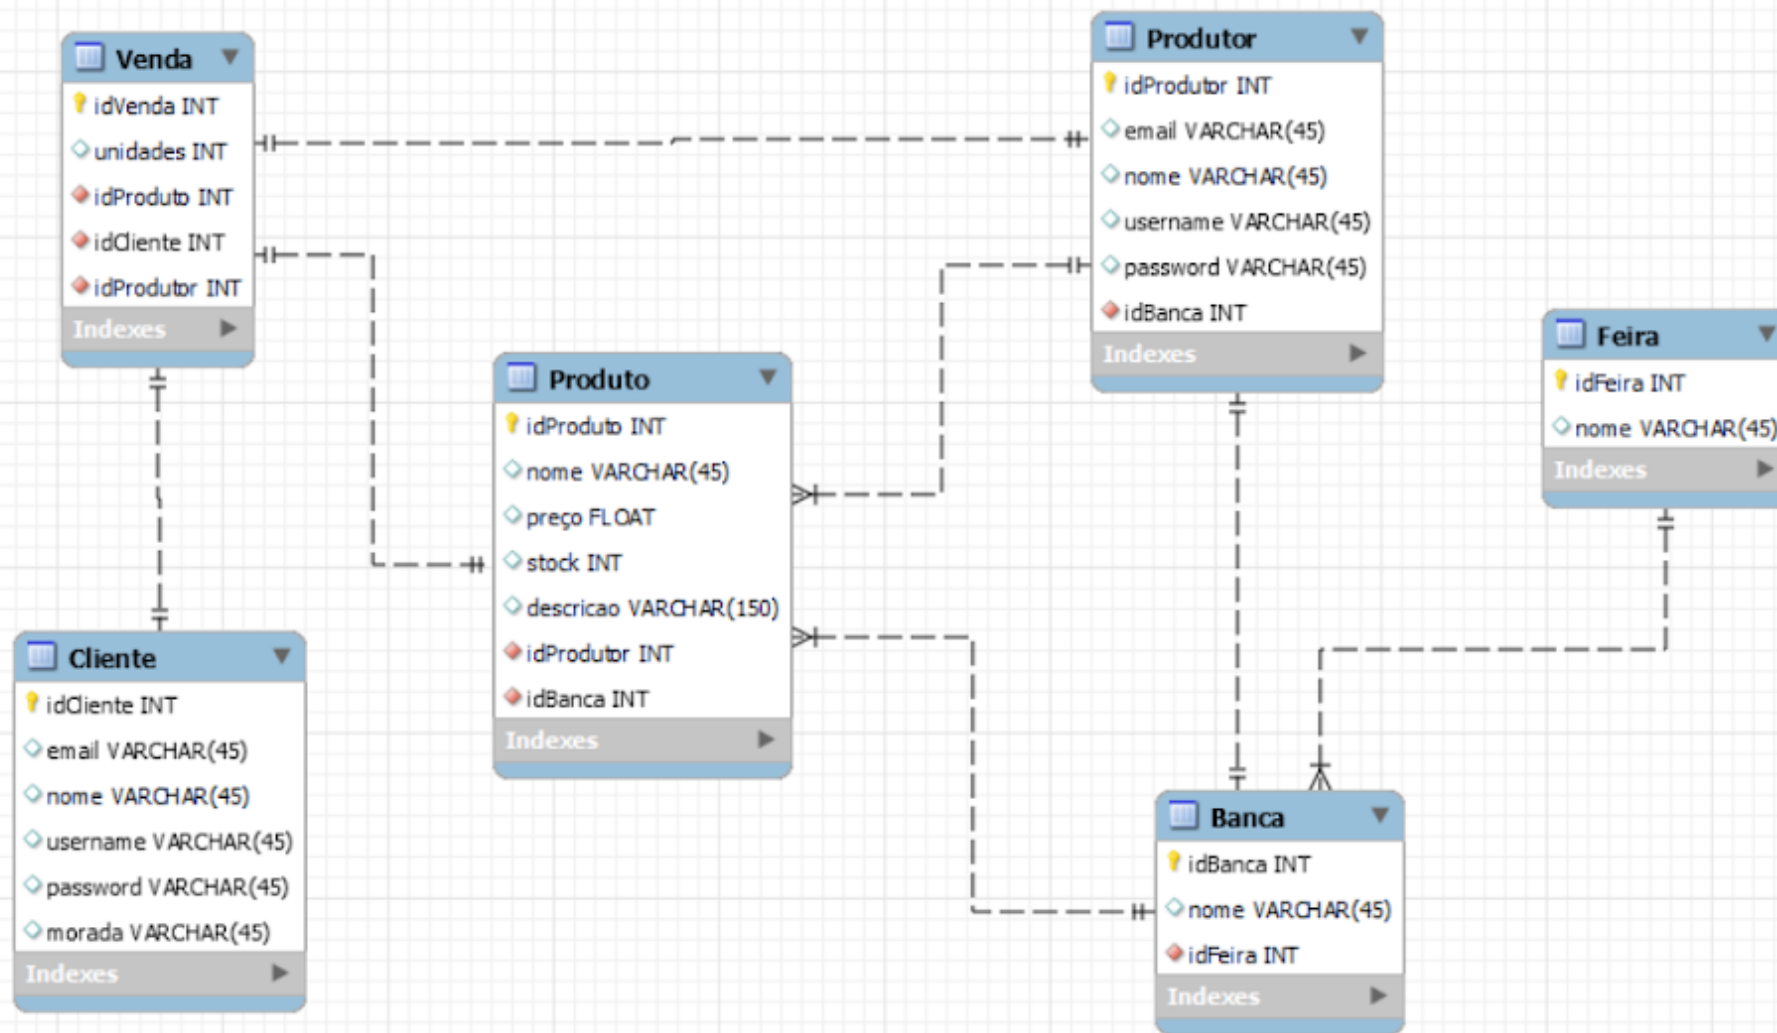 Venda
idVenda INT
unidades INT
idProduto INT
idCliente INT
idProdutor INT
Indexes
Produtor
idProdutor INT
email VARCHAR(45)
nome VARCHAR(45)
username VARCHAR(45)
password VARCHAR(45)
idBanca INT
Indexes
Feira
idFeira INT
nome VARCHAR(45)
Indexes
Produto
idProduto INT
nome VARCHAR(45)
preço FLOAT
stock INT
descricao VARCHAR(150)
idProdutor INT
idBanca INT
Indexes
Cliente
idCliente INT
email VARCHAR(45)
nome VARCHAR(45)
username VARCHAR(45)
password VARCHAR(45)
morada VARCHAR(45)
Indexes
Banca
idBanca INT
nome VARCHAR(45)
idFeira INT
Indexes